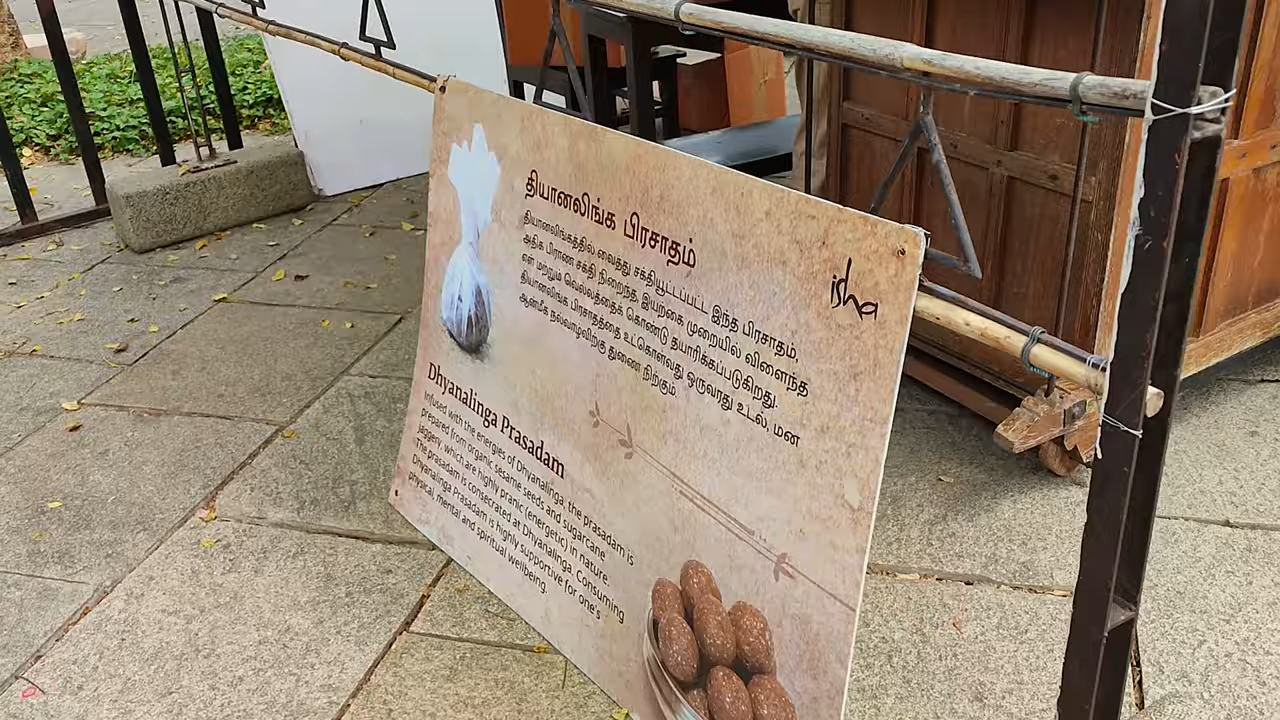 தியானலிங்க பிரசாதம்
தியானலிங்கத்தில் வைத்து சக்தியூட்டப்பட்ட இந்த பிரசாதம்,
அதிக பிராண சக்தி நிறைந்த, இயற்கை முறையில் விளைந்த
எள் மற்றும் வெல்லத்தைக் கொண்டு தயாரிக்கப்படுகிறது.
தியானலிங்க பிரசாதத்தை உட்கொள்வது ஒருவரது உடல், மன
ஆன்மீக நல்வாழ்விற்கு துணை நிற்கும்.
isha
Dhyanalinga Prasadam
Infused with the energies of Dhyanalinga, the prasadam is
prepared from organic sesame seeds and sugarcane
jaggery, which are highly pranic (energetic) in nature.
The prasadam is consecrated at Dhyanalinga. Consuming
Dhyanalinga Prasadam is highly supportive for one's
physical, mental and spiritual wellbeing.